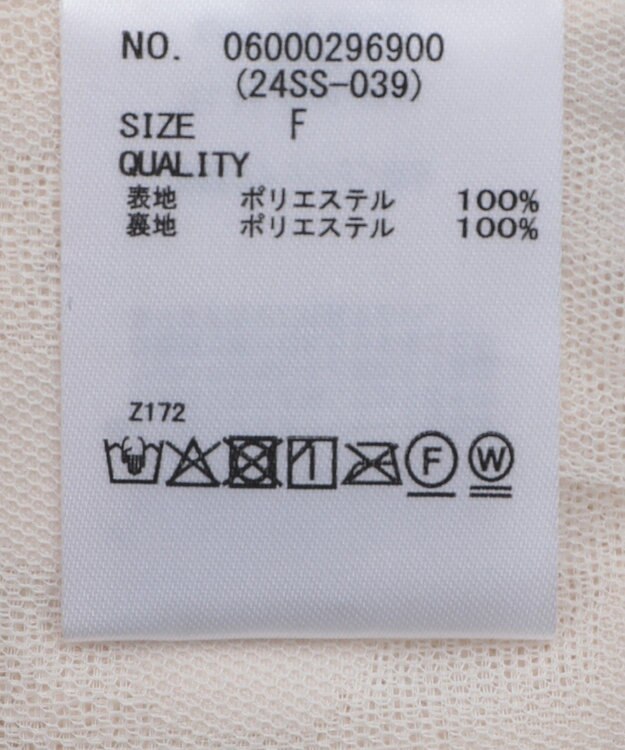 NO. 06000296900
(24SS-039)
SIZE F
QUALITY
表地 ポリエステル 100%
裏地 ポリエステル 100%
Z172
F W